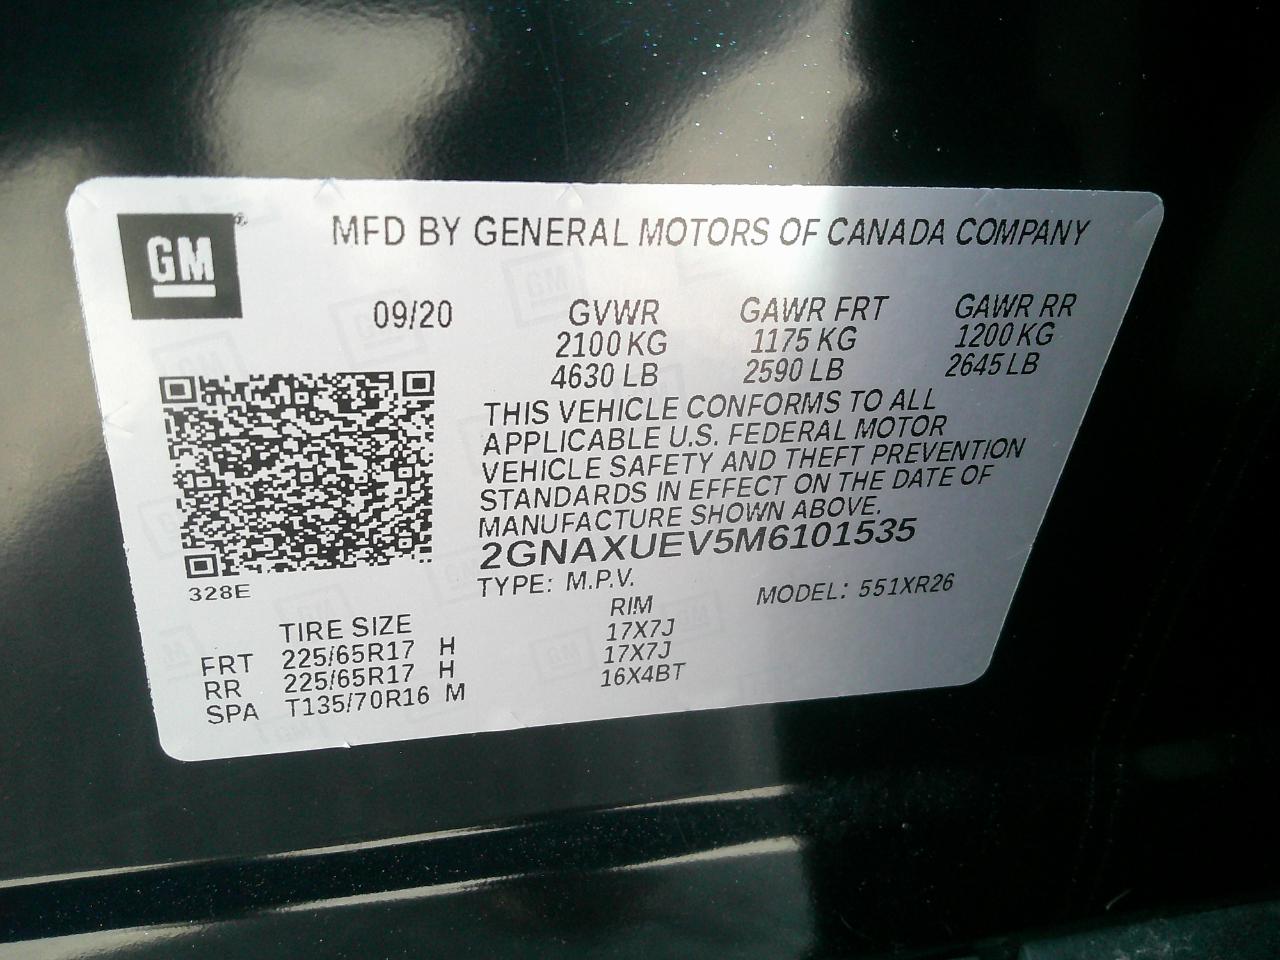 GM®
MFD BY GENERAL MOTORS OF CANADA COMPANY
09/20 GVWR GAWR FRT GAWR RR
2100 KG 1175 KG 1200 KG
4630 LB 2590 LB 2645 LB
THIS VEHICLE CONFORMS TO ALL
APPLICABLE U.S. FEDERAL MOTOR
VEHICLE SAFETY AND THEFT PREVENTION
STANDARDS IN EFFECT ON THE DATE OF
MANUFACTURE SHOWN ABOVE.
2GNAXUEV5M6101535
TYPE: M.P.V. MODEL: 551XR26
328E
TIRE SIZE RIM
FRT 225/65R17 H 17X7J
RR 225/65R17 H 17X7J
SPA T135/70R16 M 16X4BT